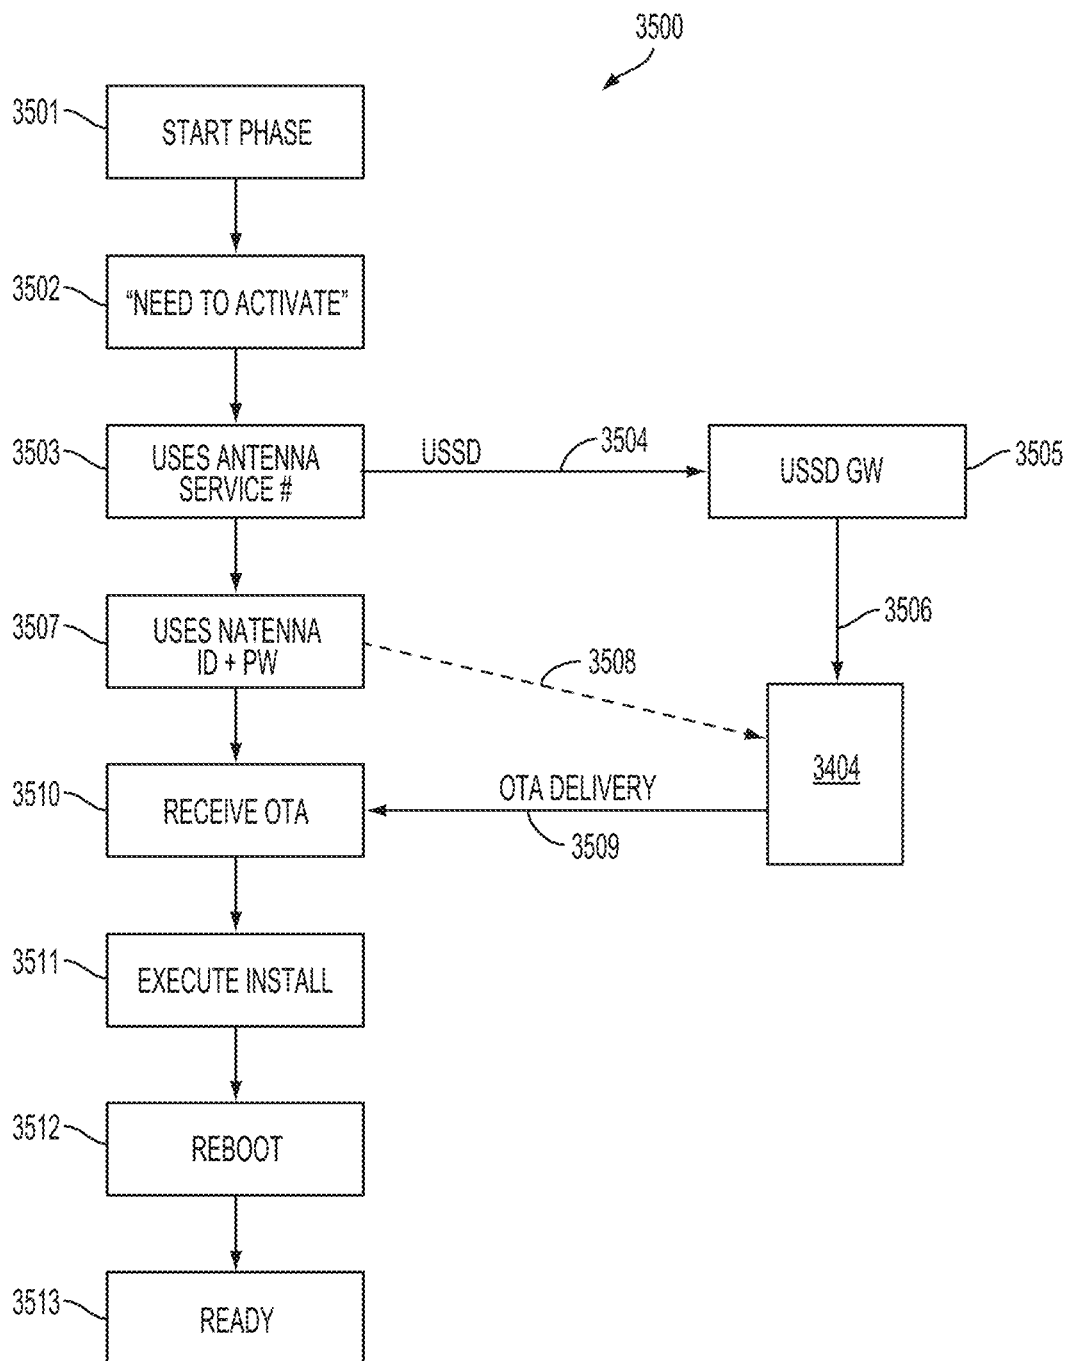 3500
3501
START PHASE
3502
“NEED TO ACTIVATE”
3503
USES ANTENNA
SERVICE #
USSD
3504
USSD GW
3505
3506
3507
USES NATENNA
ID + PW
3508
3404
3510
RECEIVE OTA
OTA DELIVERY
3509
3511
EXECUTE INSTALL
3512
REBOOT
3513
READY